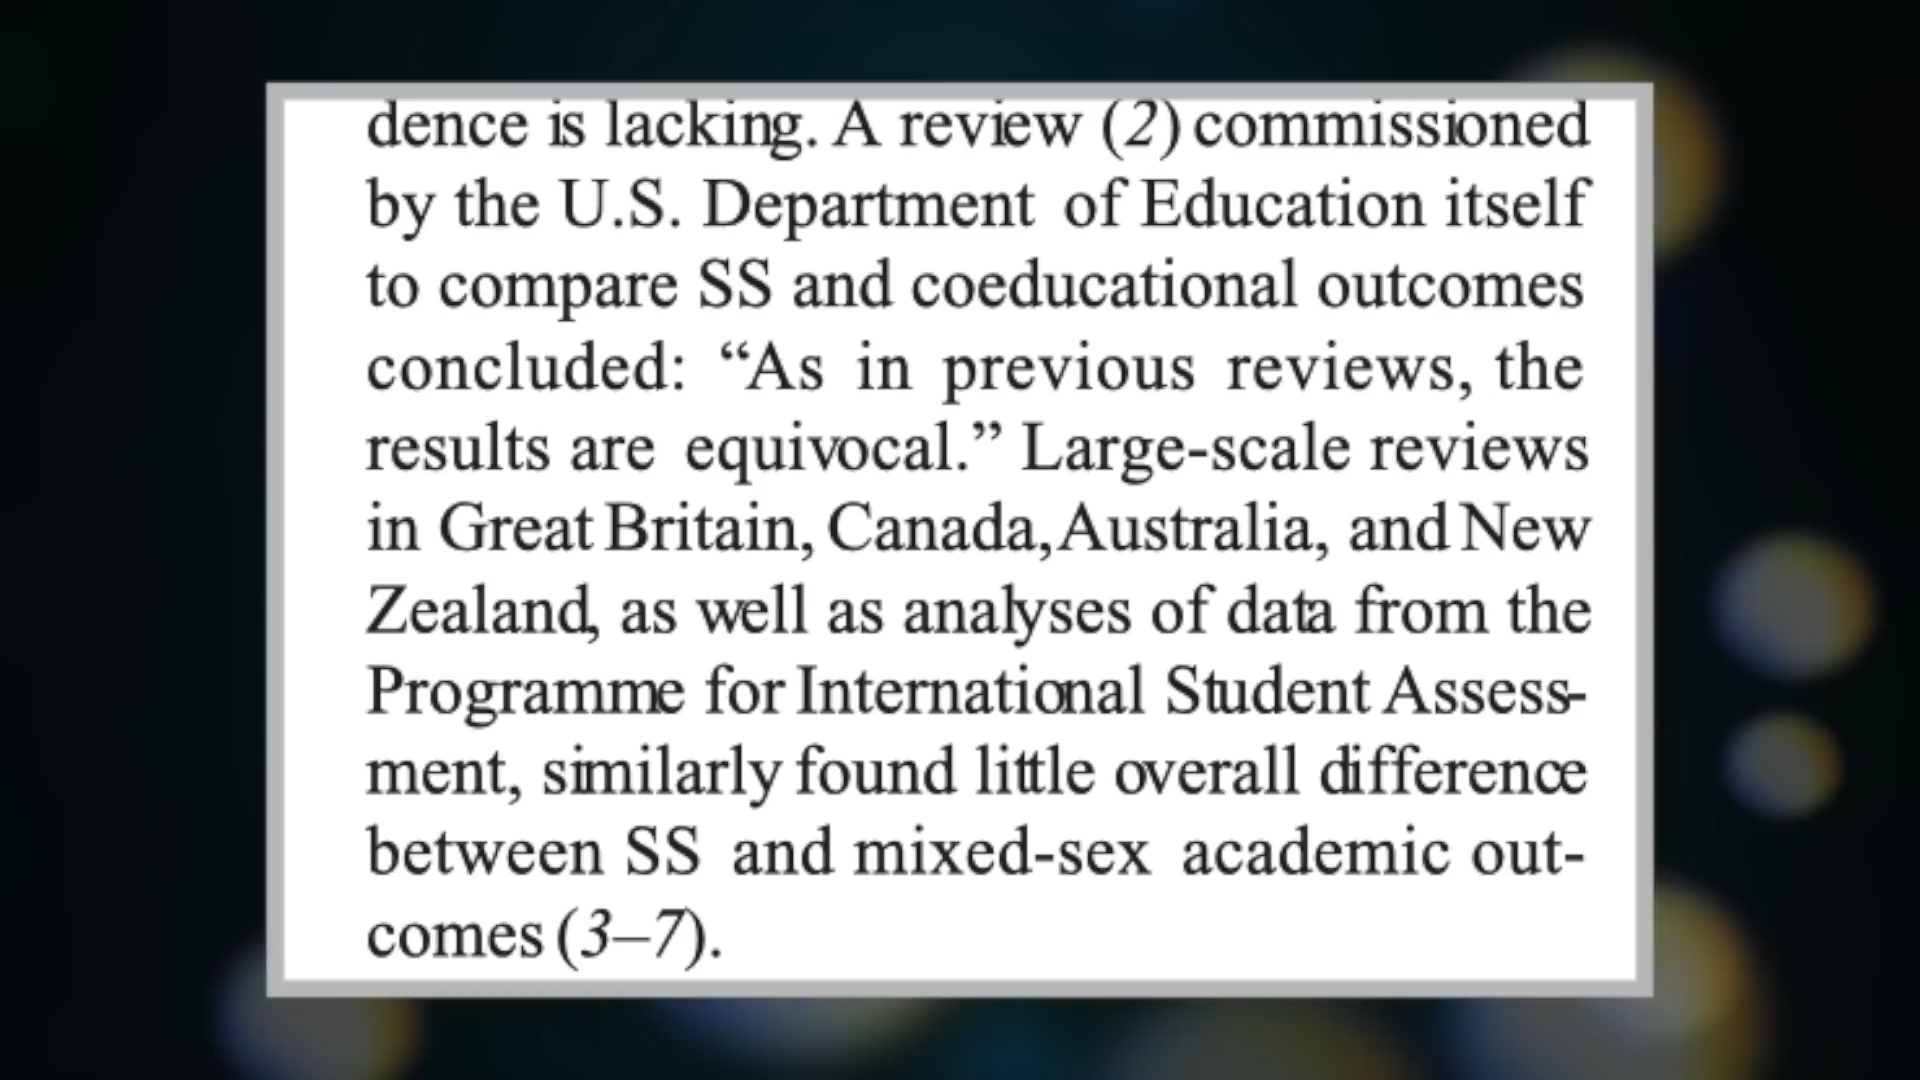 dence is lacking. A review (2) commissioned
by the U.S. Department of Education itself
to compare SS and coeducational outcomes
concluded: “As in previous reviews, the
results are equivocal.” Large-scale reviews
in Great Britain, Canada, Australia, and New
Zealand, as well as analyses of data from the
Programme for International Student Assess-
ment, similarly found little overall difference
between SS and mixed-sex academic out-
comes (3–7).